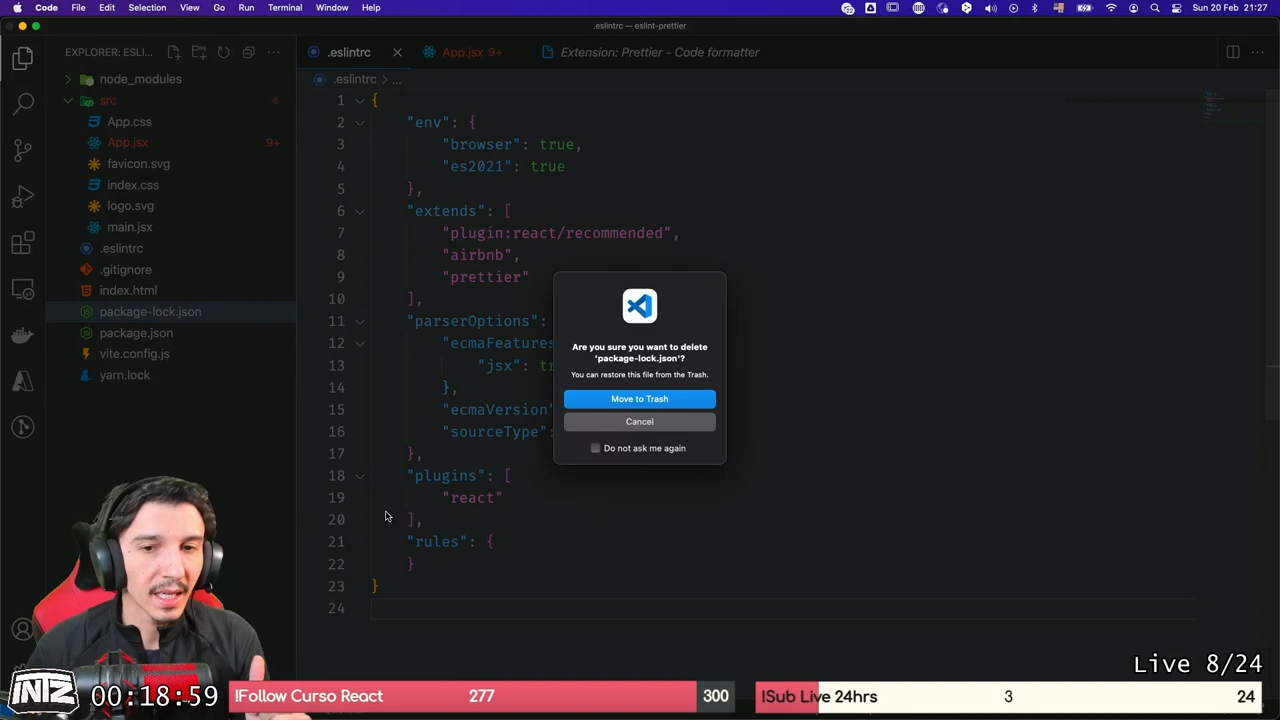 Code File Edit Selection View Go Run Terminal Window Help Sun 20 Feb 21:27
.eslintrc — eslint-prettier
EXPLORER: ESLI...
.eslintrc
App.jsx 9+
Extension: Prettier - Code formatter
node_modules
.eslintrc > ...
src
App.css
App.jsx 9+
favicon.svg
index.css
logo.svg
main.jsx
.eslintrc
.gitignore
index.html
package-lock.json
package.json
vite.config.js
yarn.lock
1 {
2 "env": {
3 "browser": true,
4 "es2021": true
5 },
6 "extends": [
7 "plugin:react/recommended",
8 "airbnb",
9 "prettier"
10 ],
11 "parserOptions":
12 "ecmaFeatures
13 "jsx": tr
14 },
15 "ecmaVersion"
16 "sourceType":
17 },
18 "plugins": [
19 "react"
20 ],
21 "rules": {
22 }
23 }
24
Are you sure you want to delete
'package-lock.json'?
You can restore this file from the Trash.
Move to Trash
Cancel
Do not ask me again
Live 8/24
INTZ 00:18:59
!Follow Curso React 277 300
!Sub Live 24hrs 3 24